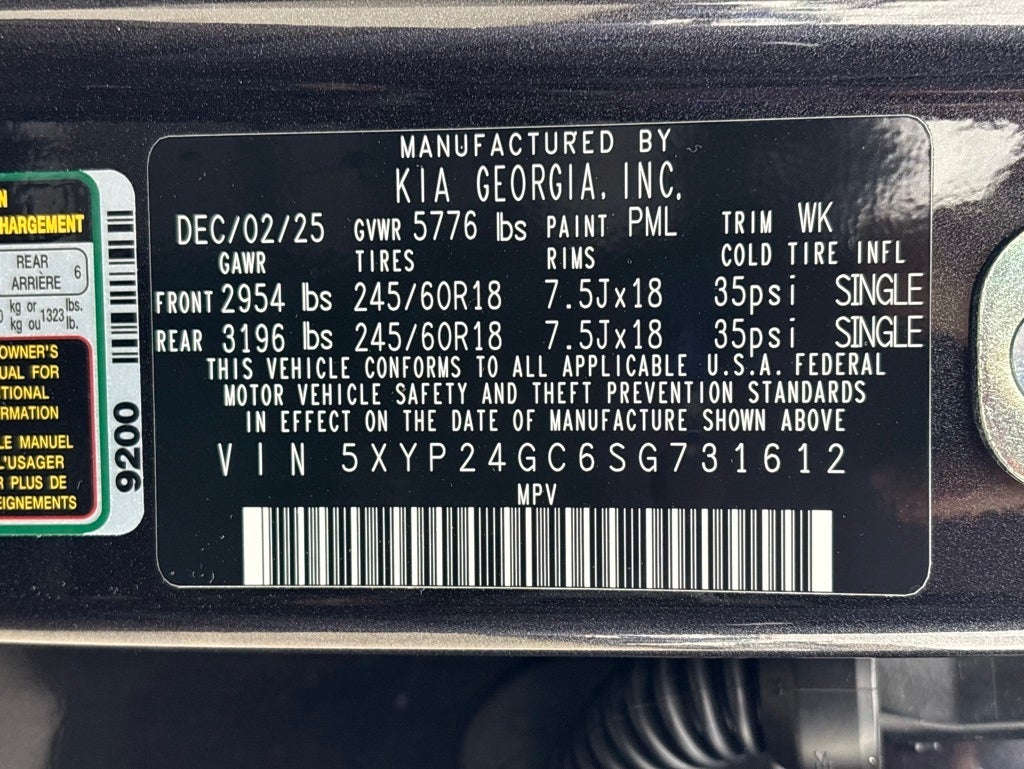 MANUFACTURED BY
KIA GEORGIA, INC.
DEC/02/25 GVWR 5776 lbs PAINT PML TRIM WK
GAWR TIRES RIMS COLD TIRE INFL
FRONT 2954 lbs 245/60R18 7.5Jx18 35psi SINGLE
REAR 3196 lbs 245/60R18 7.5Jx18 35psi SINGLE
THIS VEHICLE CONFORMS TO ALL APPLICABLE U.S.A. FEDERAL
MOTOR VEHICLE SAFETY AND THEFT PREVENTION STANDARDS
IN EFFECT ON THE DATE OF MANUFACTURE SHOWN ABOVE
VIN 5XYP24GC6SG731612
MPV
HARGEMENT
REAR
ARRIÈRE 6
kg or 1323 lbs.
kg ou lb.
OWNER'S
UAL FOR
TIONAL
RMATION
LE MANUEL
L'USAGER
R PLUS DE
EIGNEMENTS
9200